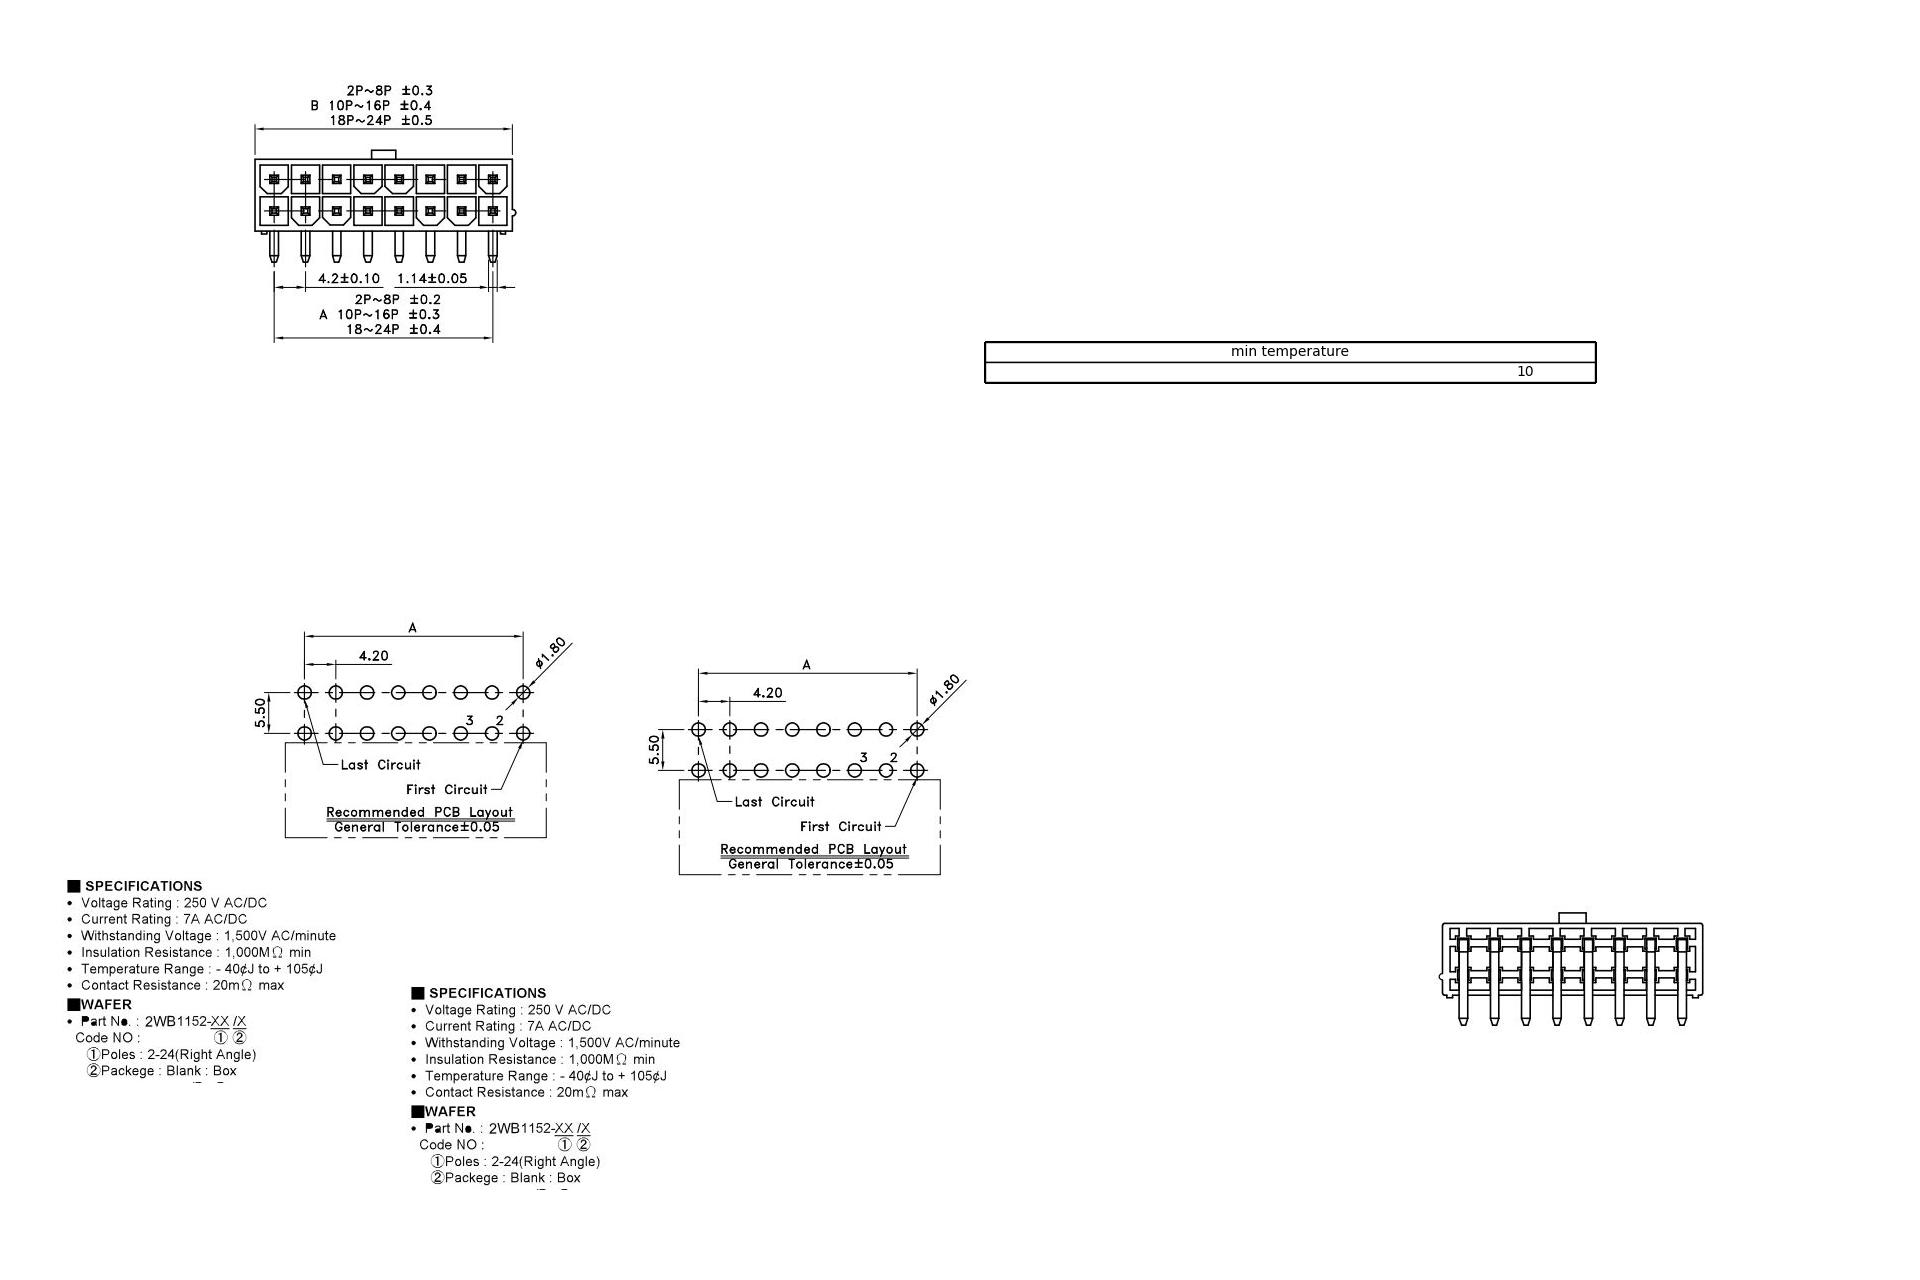 2P~8P ±0.3
B 10P~16P ±0.4
18P~24P ±0.5
4.2±0.10 1.14±0.05
2P~8P ±0.2
A 10P~16P ±0.3
18~24P ±0.4
min temperature
10
A
4.20
ø1.80
5.50
3 2
Last Circuit
First Circuit
Recommended PCB Layout
General Tolerance±0.05
A
4.20
ø1.80
5.50
3 2
Last Circuit
First Circuit
Recommended PCB Layout
General Tolerance±0.05
■ SPECIFICATIONS
• Voltage Rating : 250 V AC/DC
• Current Rating : 7A AC/DC
• Withstanding Voltage : 1,500V AC/minute
• Insulation Resistance : 1,000MΩ min
• Temperature Range : - 40¢J to + 105¢J
• Contact Resistance : 20mΩ max
■WAFER
• Part No. : 2WB1152-XX /X
Code NO : ① ②
①Poles : 2-24(Right Angle)
②Packege : Blank : Box
■ SPECIFICATIONS
• Voltage Rating : 250 V AC/DC
• Current Rating : 7A AC/DC
• Withstanding Voltage : 1,500V AC/minute
• Insulation Resistance : 1,000MΩ min
• Temperature Range : - 40¢J to + 105¢J
• Contact Resistance : 20mΩ max
■WAFER
• Part No. : 2WB1152-XX /X
Code NO : ① ②
①Poles : 2-24(Right Angle)
②Packege : Blank : Box